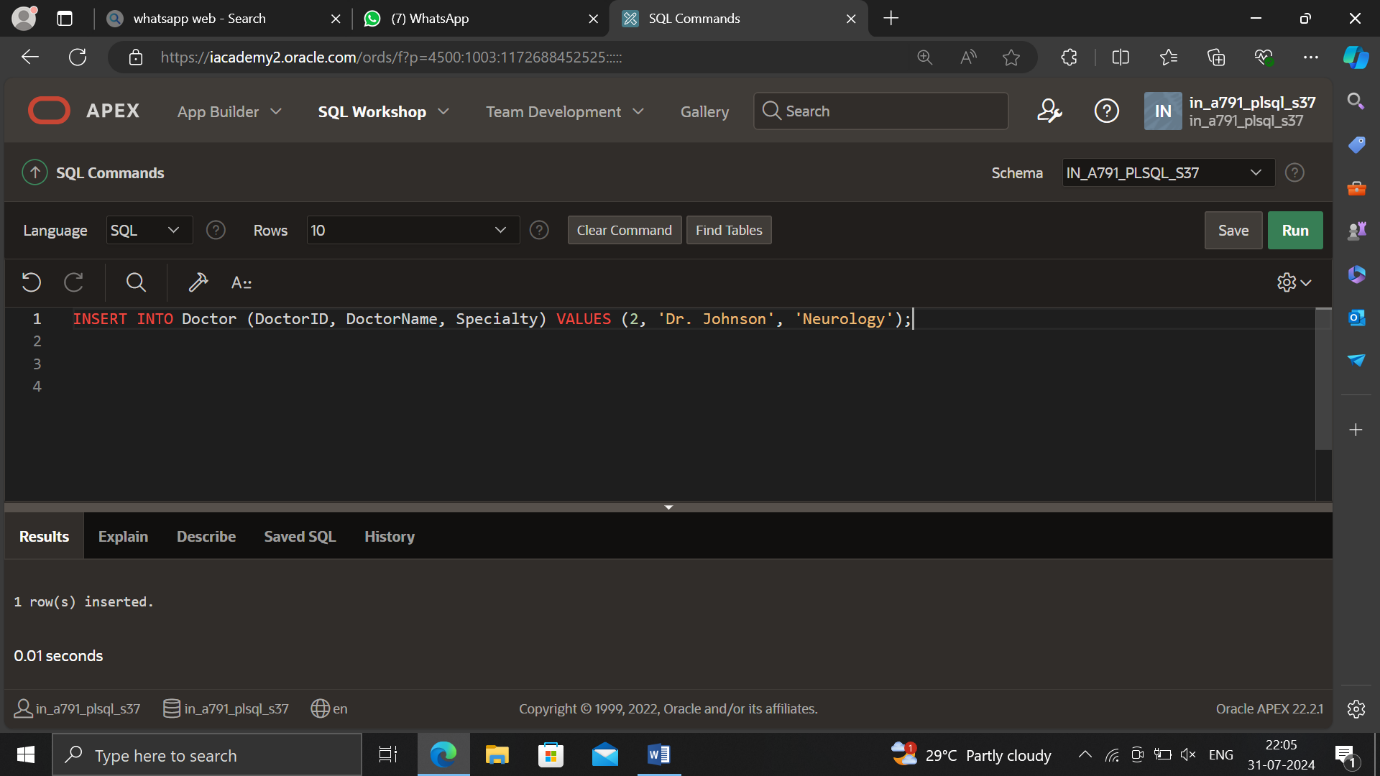 whatsapp web - Search
(7) WhatsApp
SQL Commands
https://iacademy2.oracle.com/ords/f?p=4500:1003:1172688452525:::::
APEX App Builder SQL Workshop Team Development Gallery Search IN in_a791_plsql_s37
in_a791_plsql_s37
SQL Commands Schema IN_A791_PLSQL_S37
Language SQL Rows 10 Clear Command Find Tables Save Run
A::
1 INSERT INTO Doctor (DoctorID, DoctorName, Specialty) VALUES (2, 'Dr. Johnson', 'Neurology');
2
3
4
Results Explain Describe Saved SQL History
1 row(s) inserted.
0.01 seconds
in_a791_plsql_s37 in_a791_plsql_s37 en Copyright © 1999, 2022, Oracle and/or its affiliates. Oracle APEX 22.2.1
Type here to search 1 29°C Partly cloudy ENG 22:05
31-07-2024 1